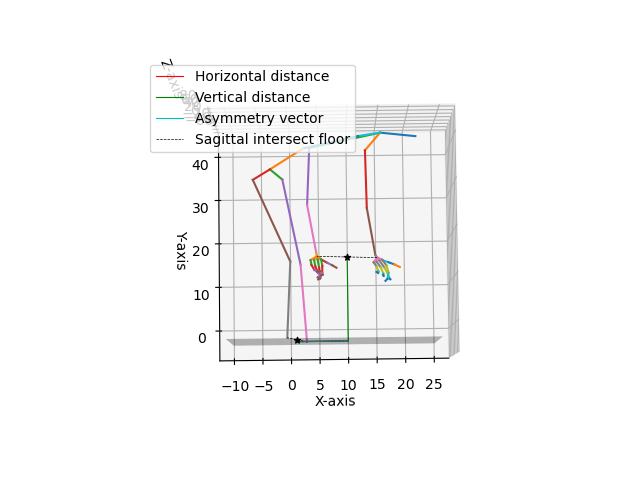 Z-axis
Horizontal distance
Vertical distance
Asymmetry vector
Sagittal intersect floor
40
30
20
10
0
Y-axis
−10 −5 0 5 10 15 20 25
X-axis